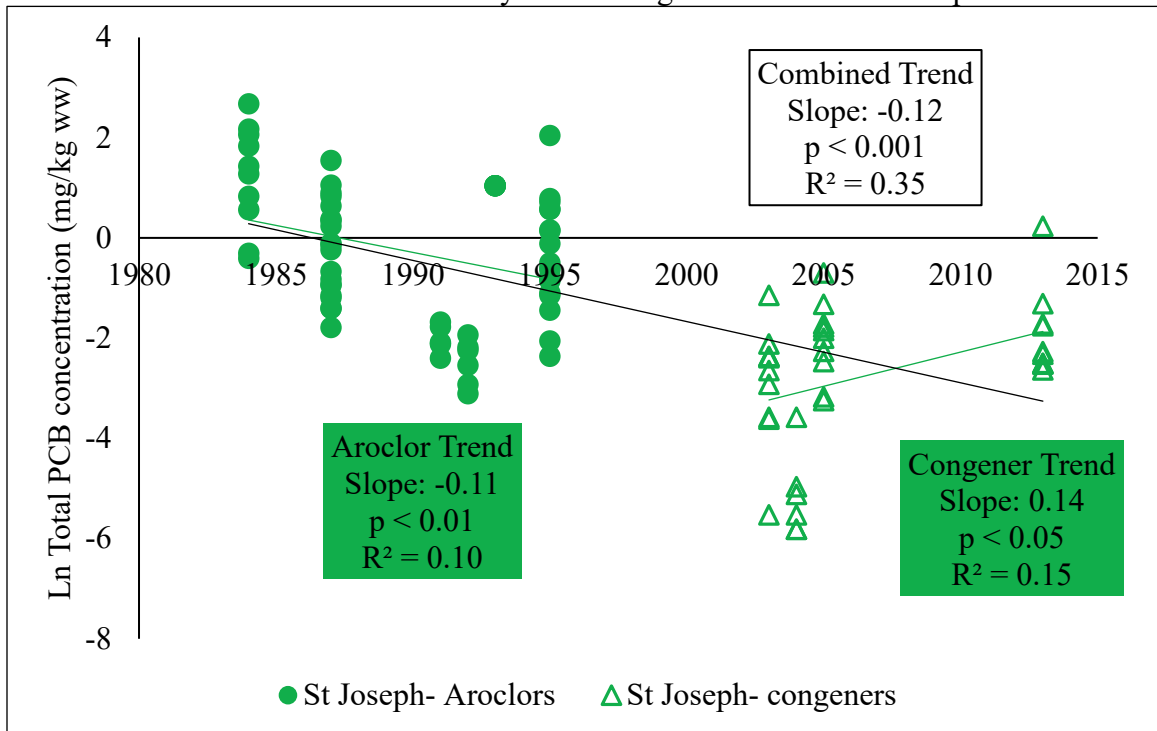 4
Combined Trend
Slope: -0.12
p < 0.001
R² = 0.35
2
0
1980 1985 1990 1995 2000 2005 2010 2015
-2
-4
-6
-8
Ln Total PCB concentration (mg/kg ww)
Aroclor Trend
Slope: -0.11
p < 0.01
R² = 0.10
Congener Trend
Slope: 0.14
p < 0.05
R² = 0.15
St Joseph- Aroclors St Joseph- congeners